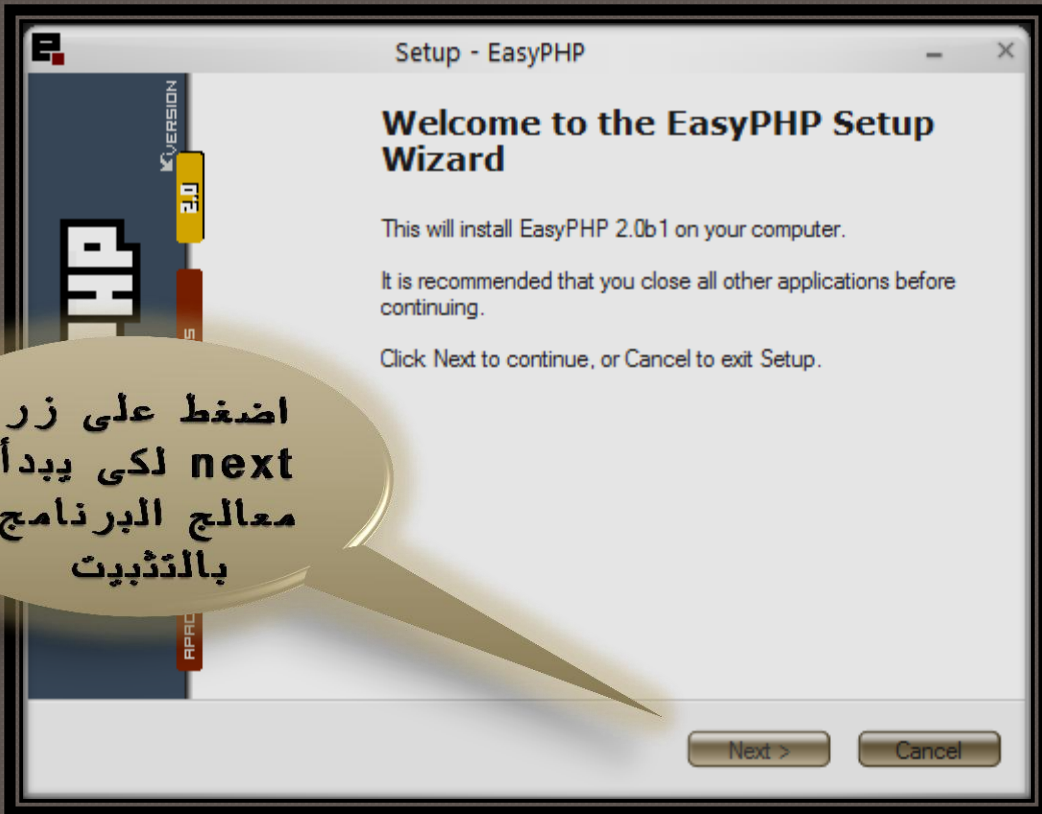 Setup - EasyPHP
Welcome to the EasyPHP Setup
Wizard
This will install EasyPHP 2.0b1 on your computer.
It is recommended that you close all other applications before
continuing.
Click Next to continue, or Cancel to exit Setup.
VERSION
2.0
اضغط على زر
next لكى يبدأ
معالج البرنامج
بالتثبيت
Next >
Cancel